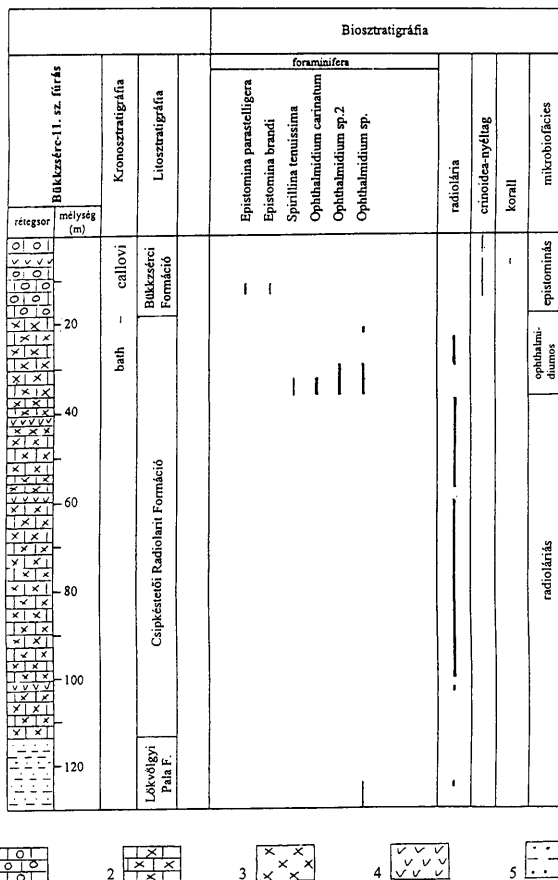 Biosztratigráfia
foraminifera
Bükkzsérc-11. sz. fúrás
rétegsor
mélység
(m)
Kronosztratigráfia
Litosztratigráfia
Epistomina parastelligera
Epistomina brandi
Spirillina tenuissima
Ophthalmidium carinatum
Ophthalmidium sp.2
Ophthalmidium sp.
radiolária
crinoidea-nyéltag
korall
mikrobiofácies
callovi
–
bath
Bükkzsérci
Formáció
Csipkéstetői Radiolarit Formáció
Lökvölgyi
Pala F.
epistominás
ophthalmi-
diumos
radioláriás
20
40
60
80
100
120
2
3
4
5